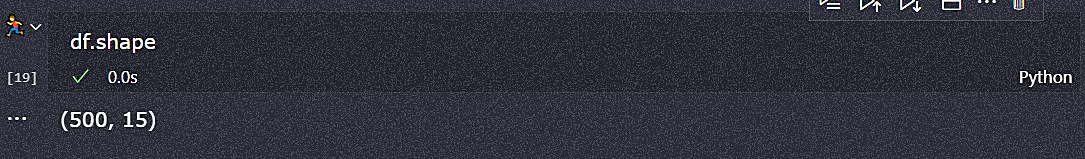 df.shape
[19]
0.0s
Python
(500, 15)